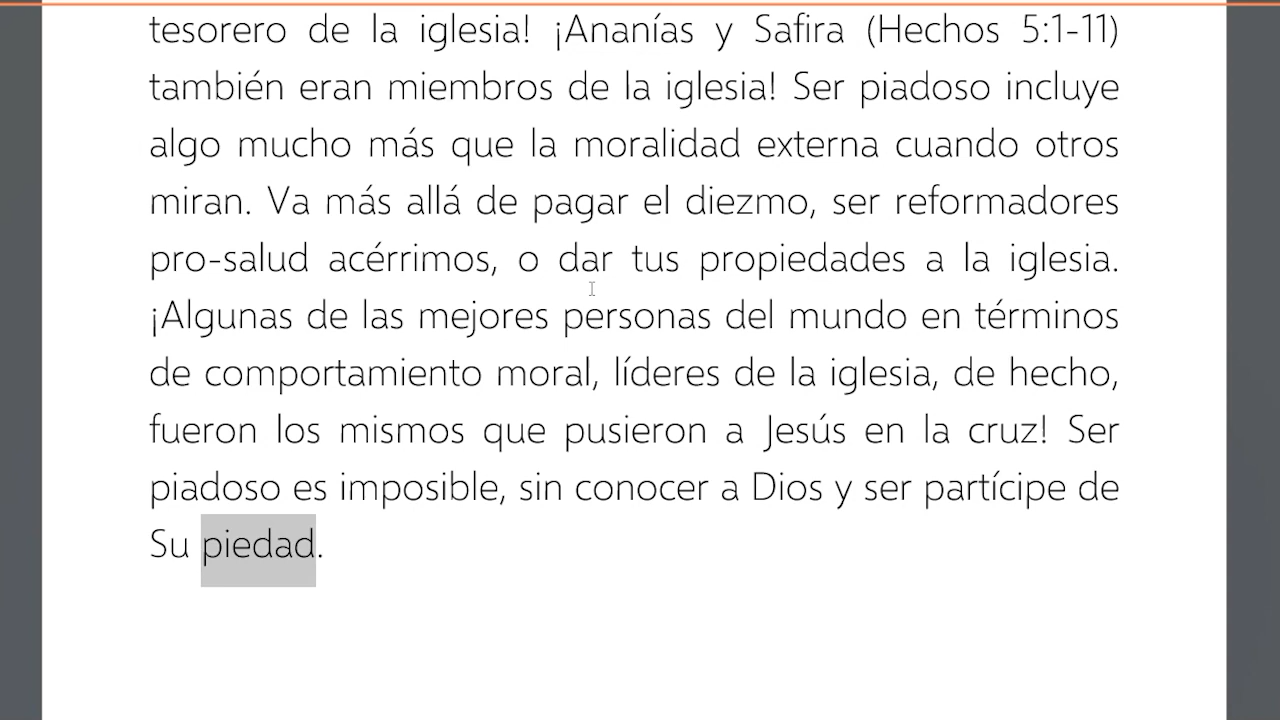 tesorero de la iglesia! ¡Ananías y Safira (Hechos 5:1-11)
también eran miembros de la iglesia! Ser piadoso incluye
algo mucho más que la moralidad externa cuando otros
miran. Va más allá de pagar el diezmo, ser reformadores
pro-salud acérrimos, o dar tus propiedades a la iglesia.
¡Algunas de las mejores personas del mundo en términos
de comportamiento moral, líderes de la iglesia, de hecho,
fueron los mismos que pusieron a Jesús en la cruz! Ser
piadoso es imposible, sin conocer a Dios y ser partícipe de
Su piedad.